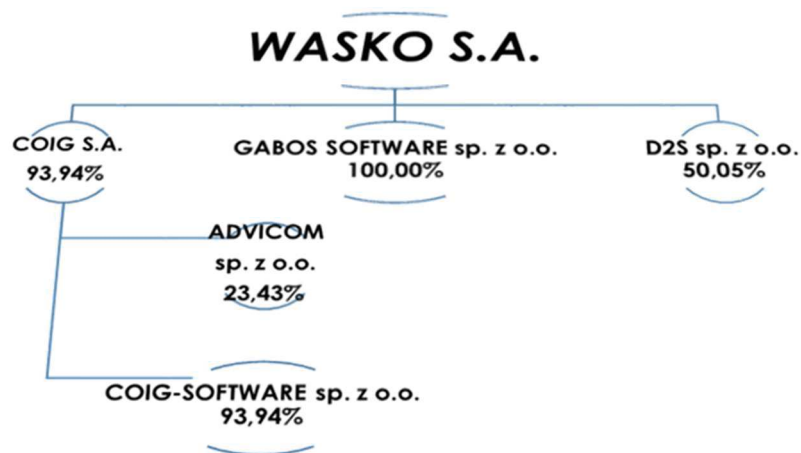 WASKO S.A.
COIG S.A.
93,94%
GABOS SOFTWARE sp. z o.o.
100,00%
D2S sp. z o.o.
50,05%
ADVICOM
sp. z o.o.
23,43%
COIG-SOFTWARE sp. z o.o.
93,94%